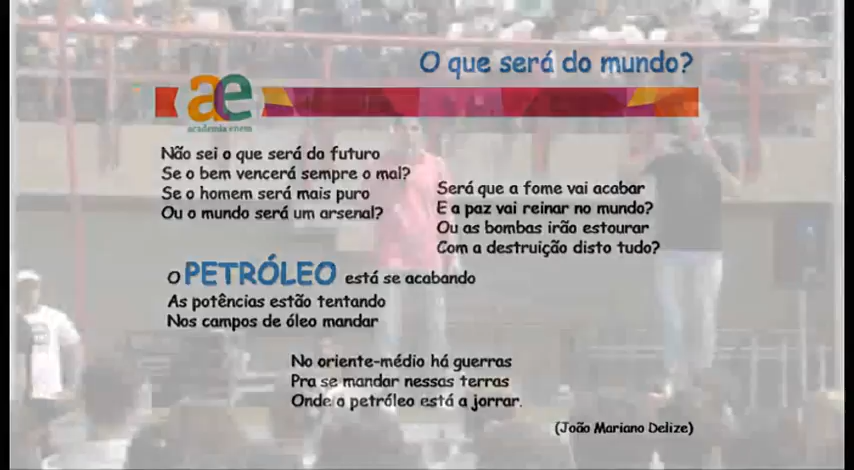 O que será do mundo?
ae
academia enem
Não sei o que será do futuro
Se o bem vencerá sempre o mal?
Se o homem será mais puro
Ou o mundo será um arsenal?
Será que a fome vai acabar
E a paz vai reinar no mundo?
Ou as bombas irão estourar
Com a destruição disto tudo?
O PETRÓLEO está se acabando
As potências estão tentando
Nos campos de óleo mandar
No oriente-médio há guerras
Pra se mandar nessas terras
Onde o petróleo está a jorrar.
(João Mariano Delize)